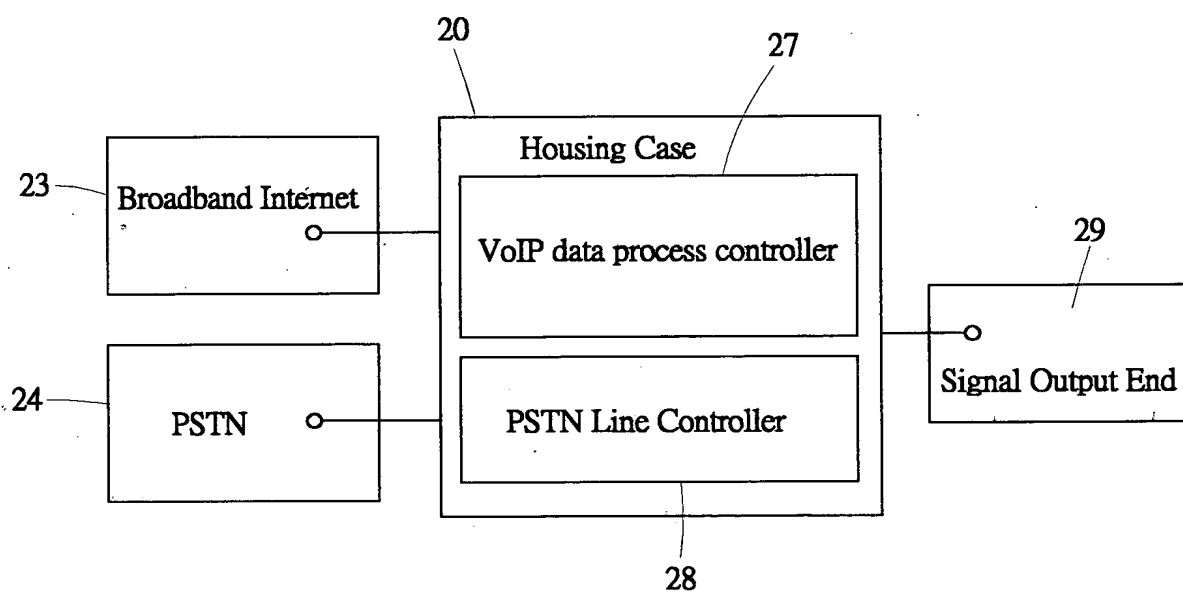 20
27
Housing Case
23
Broadband Internet
VoIP data process controller
29
24
PSTN
PSTN Line Controller
Signal Output End
28